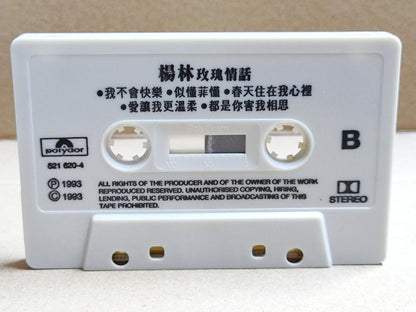 楊林 玫瑰情話
•我不會快樂 •似懂菲懂 •春天住在我心裡
•愛讓我更溫柔 •都是你害我相思
polydor
821 620-4
B
Ⓟ 1993
Ⓒ 1993
ALL RIGHTS OF THE PRODUCER AND OF THE OWNER OF THE WORK
REPRODUCED RESERVED. UNAUTHORISED COPYING, HIRING,
LENDING, PUBLIC PERFORMANCE AND BROADCASTING OF THIS
TAPE PROHIBITED.
STEREO